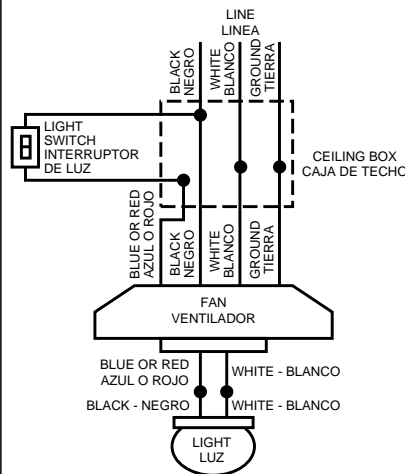 LINE
LINEA
BLACK
NEGRO
WHITE
BLANCO
GROUND
TIERRA
LIGHT
SWITCH
INTERRUPTOR
DE LUZ
CEILING BOX
CAJA DE TECHO
BLUE OR RED
AZUL O ROJO
BLACK
NEGRO
WHITE
BLANCO
GROUND
TIERRA
FAN
VENTILADOR
BLUE OR RED
AZUL O ROJO
WHITE - BLANCO
BLACK - NEGRO
WHITE - BLANCO
LIGHT
LUZ